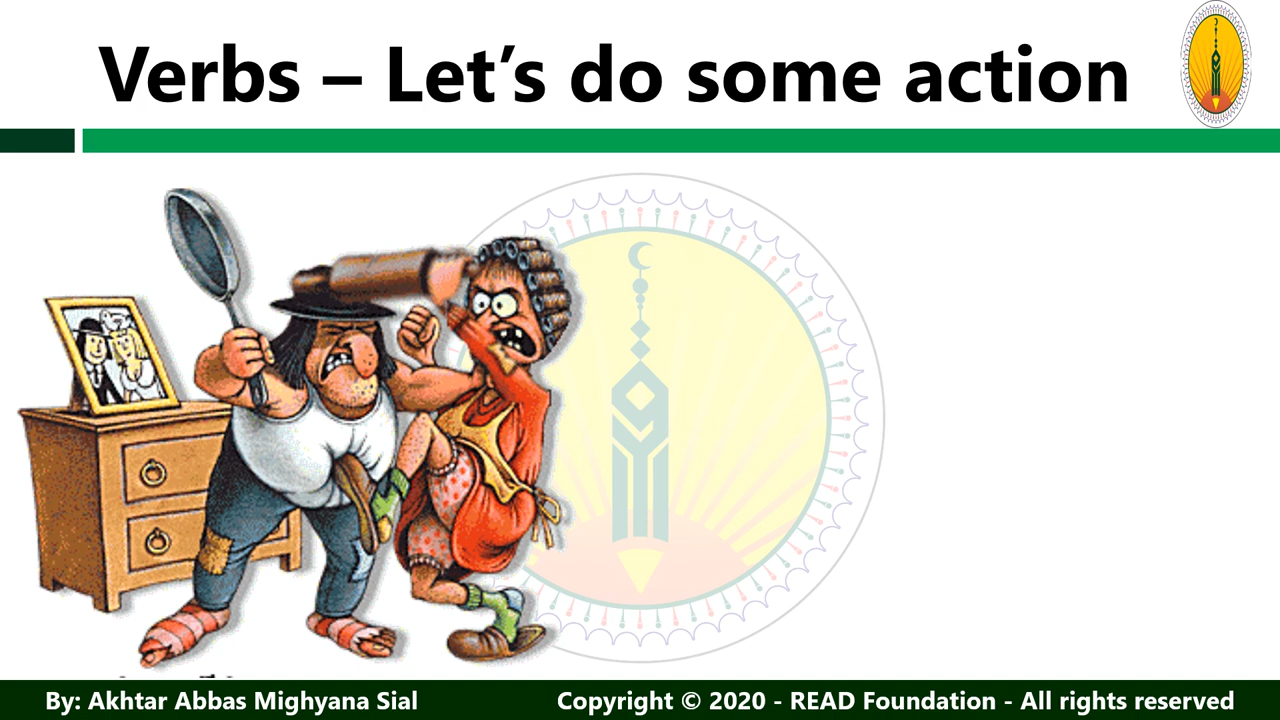 Verbs – Let’s do some action
By: Akhtar Abbas Mighyana Sial
Copyright © 2020 - READ Foundation - All rights reserved